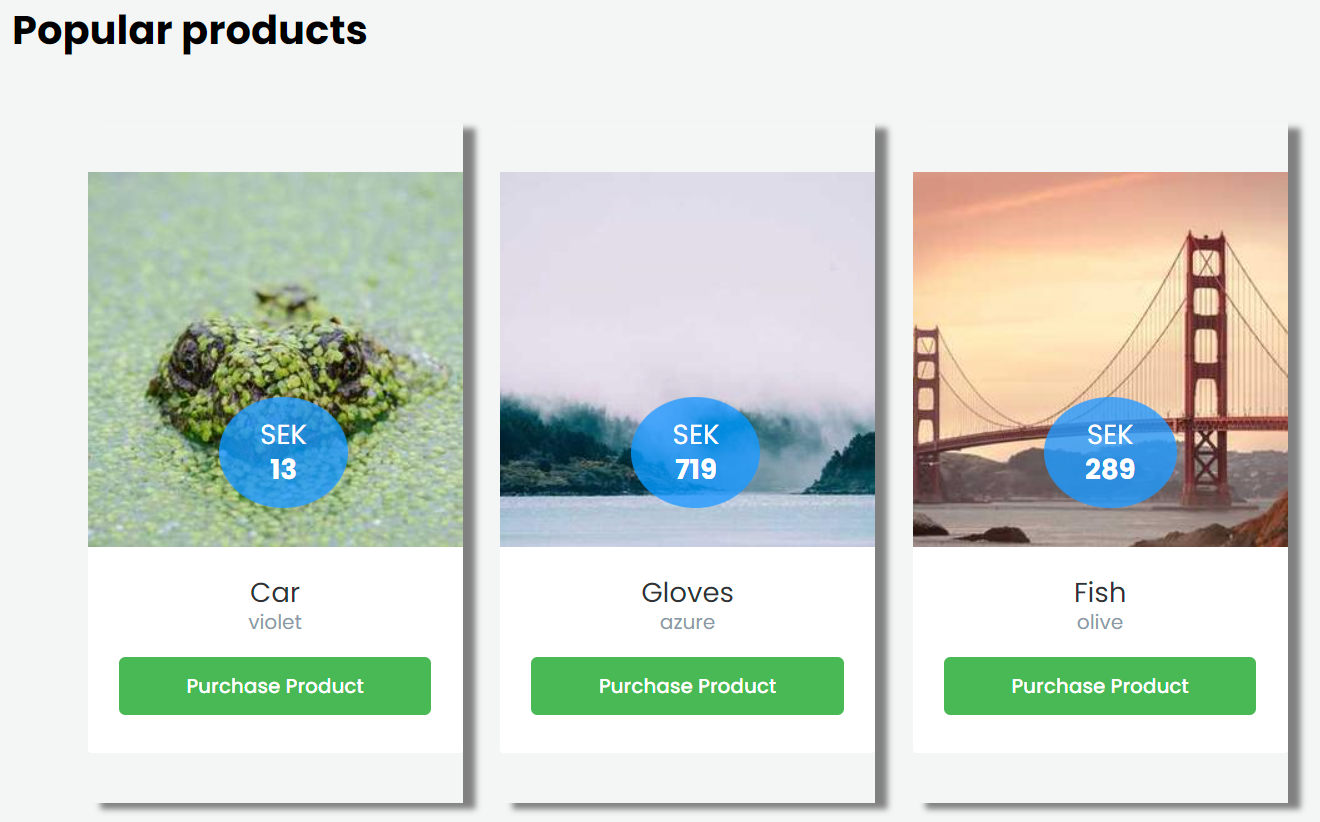 Popular products
SEK
13
SEK
719
SEK
289
Car
violet
Gloves
azure
Fish
olive
Purchase Product
Purchase Product
Purchase Product